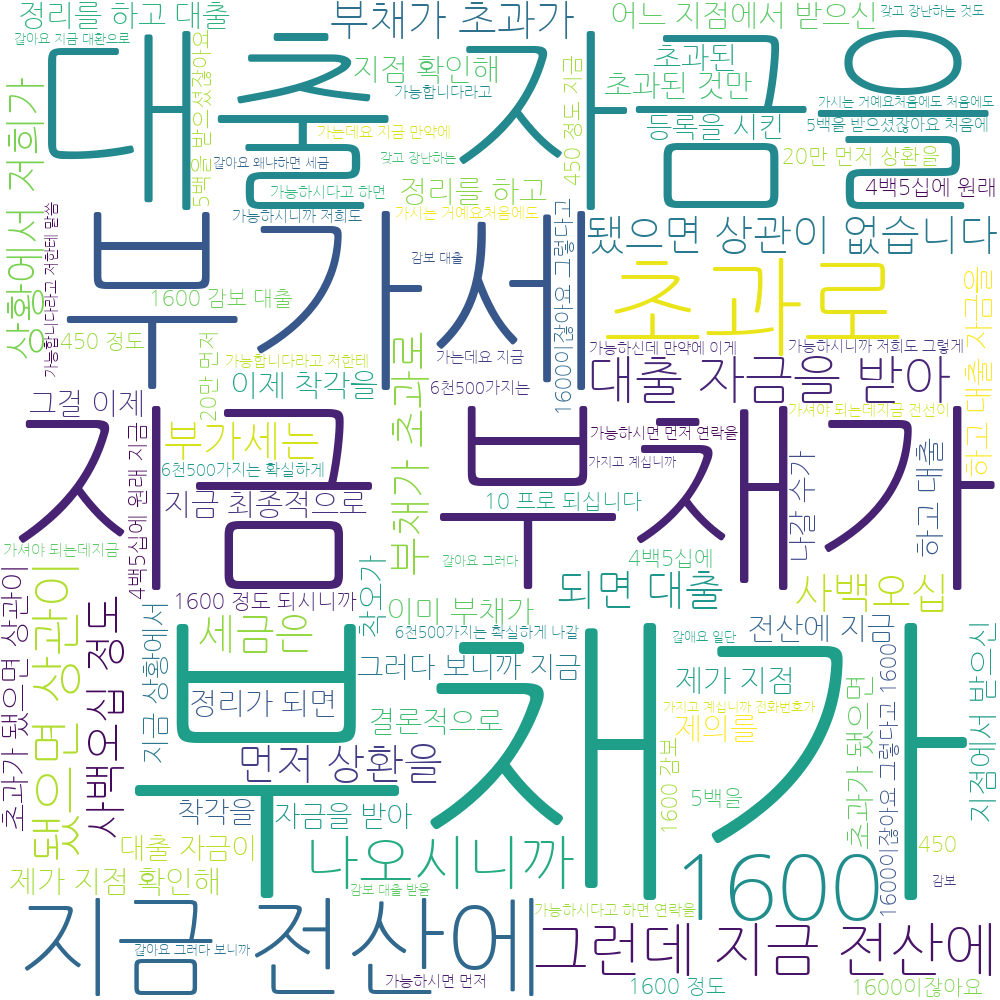 정리를 하고 대출
부채가 초과가
어느 지점에서 받으신
갖고 장난하는 것도
갈아요 지금 대환으로
대출 자금을
초과된
지점 확인해
초과된 것만
가능합니다라고
가시는 거예요처음에도 처음에도
가는데요 지금 만약에
등록을 시킨
5백을 받으셨잖아요 처음에
5백을 받으셨잖아요
450 정도 지금
저희가
갈아요 왜냐하면 세금
갖고 장난하는
20만 먼저 상환을
가능하시다고 하면
정리를 하고
4백5십에 원래
상황에서 저희가
가능합니다라고 저한테 말씀
가능하시니까 저희도
가시는 거예요처음에도
1600이잖아요 그렇다고
됐으면 상관이 없습니다
부가세
감보 대출
초과로
하고 대출 자금을
1600 감보 대출
450 정도
20만 먼저
가능합니다라고 저한테
가는데요 지금
가능하신데 만약에 이게
가능하시니까 저희도 그렇게
이제 착각을
6천500가지는
대출 자금을 받아
그걸 이제
부채가 초과로
가셔야 되는데지금 전선이
지금 부채가
부가세는
가능하시면 먼저 연락을
4백5십에 원래 지금
6천500가지는 확실하게
가지고 계십니까
지금 최종적으로
10 프로 되십니다
나갈 수가
하고 대출
가셔야 되는데지금
갈아요 그러다
4백5십에
초과가 됐으면 상관이
됐으면 상관이
사백오십 정도
1600 정도 되시니까
착오가
이미 부채가
되면 대출
사백오십
지금 상황에서
세금은
6천500가지는 확실하게 나갈
갈애요 일단
전산에 지금
지점에서 받으신
부채가
그러다 보니까 지금
제가 지점
정리가 되면
가지고 계십니까 전화번호가
결론적으로
제의를
먼저 상환을
1600 감보
초과가 됐으면
1600이잖아요 그렇다고 1600
착각을
자금을 받아
5백을
대출 자금이
나오시니까
450
제가 지점 확인해
감보 대출 받을
1600
감보
지금 전산에
가능하시다고 하면 연락을
그런데 지금 전산에
갈아요 그러다 보니까
가능하시면 먼저
1600 정도
1600이잖아요